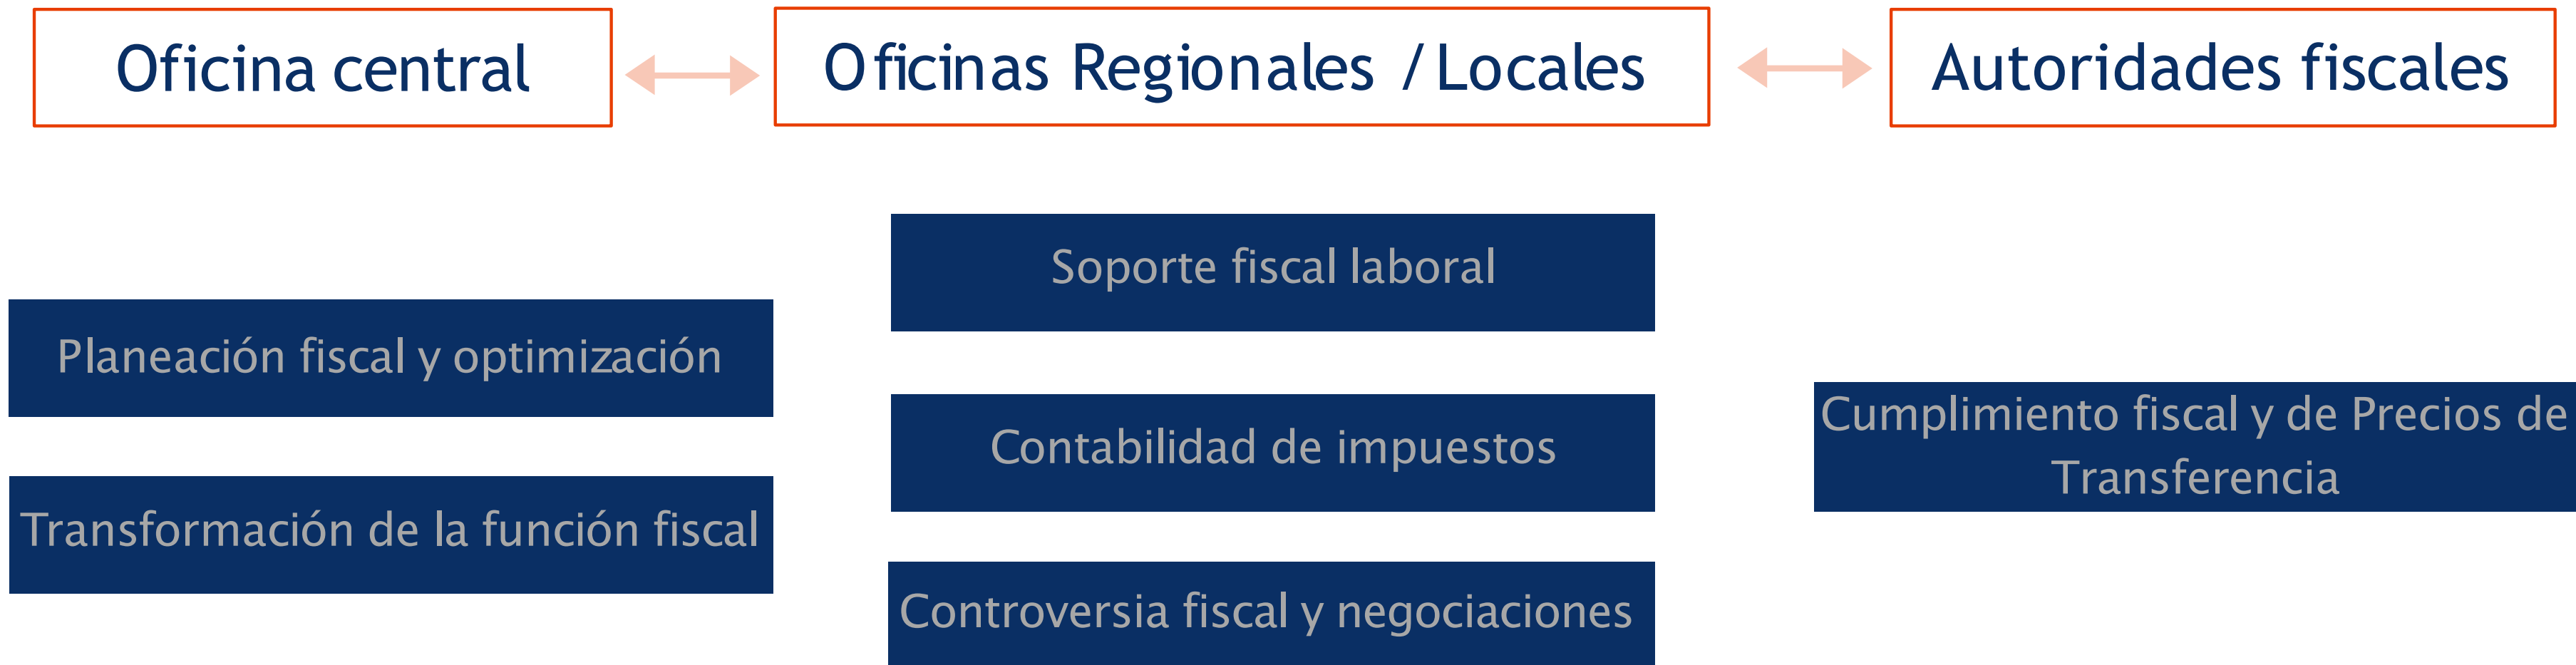 Oficina central
Oficinas Regionales / Locales
Autoridades fiscales
Planeación fiscal y optimización
Transformación de la función fiscal
Soporte fiscal laboral
Contabilidad de impuestos
Controversia fiscal y negociaciones
Cumplimiento fiscal y de Precios de
Transferencia